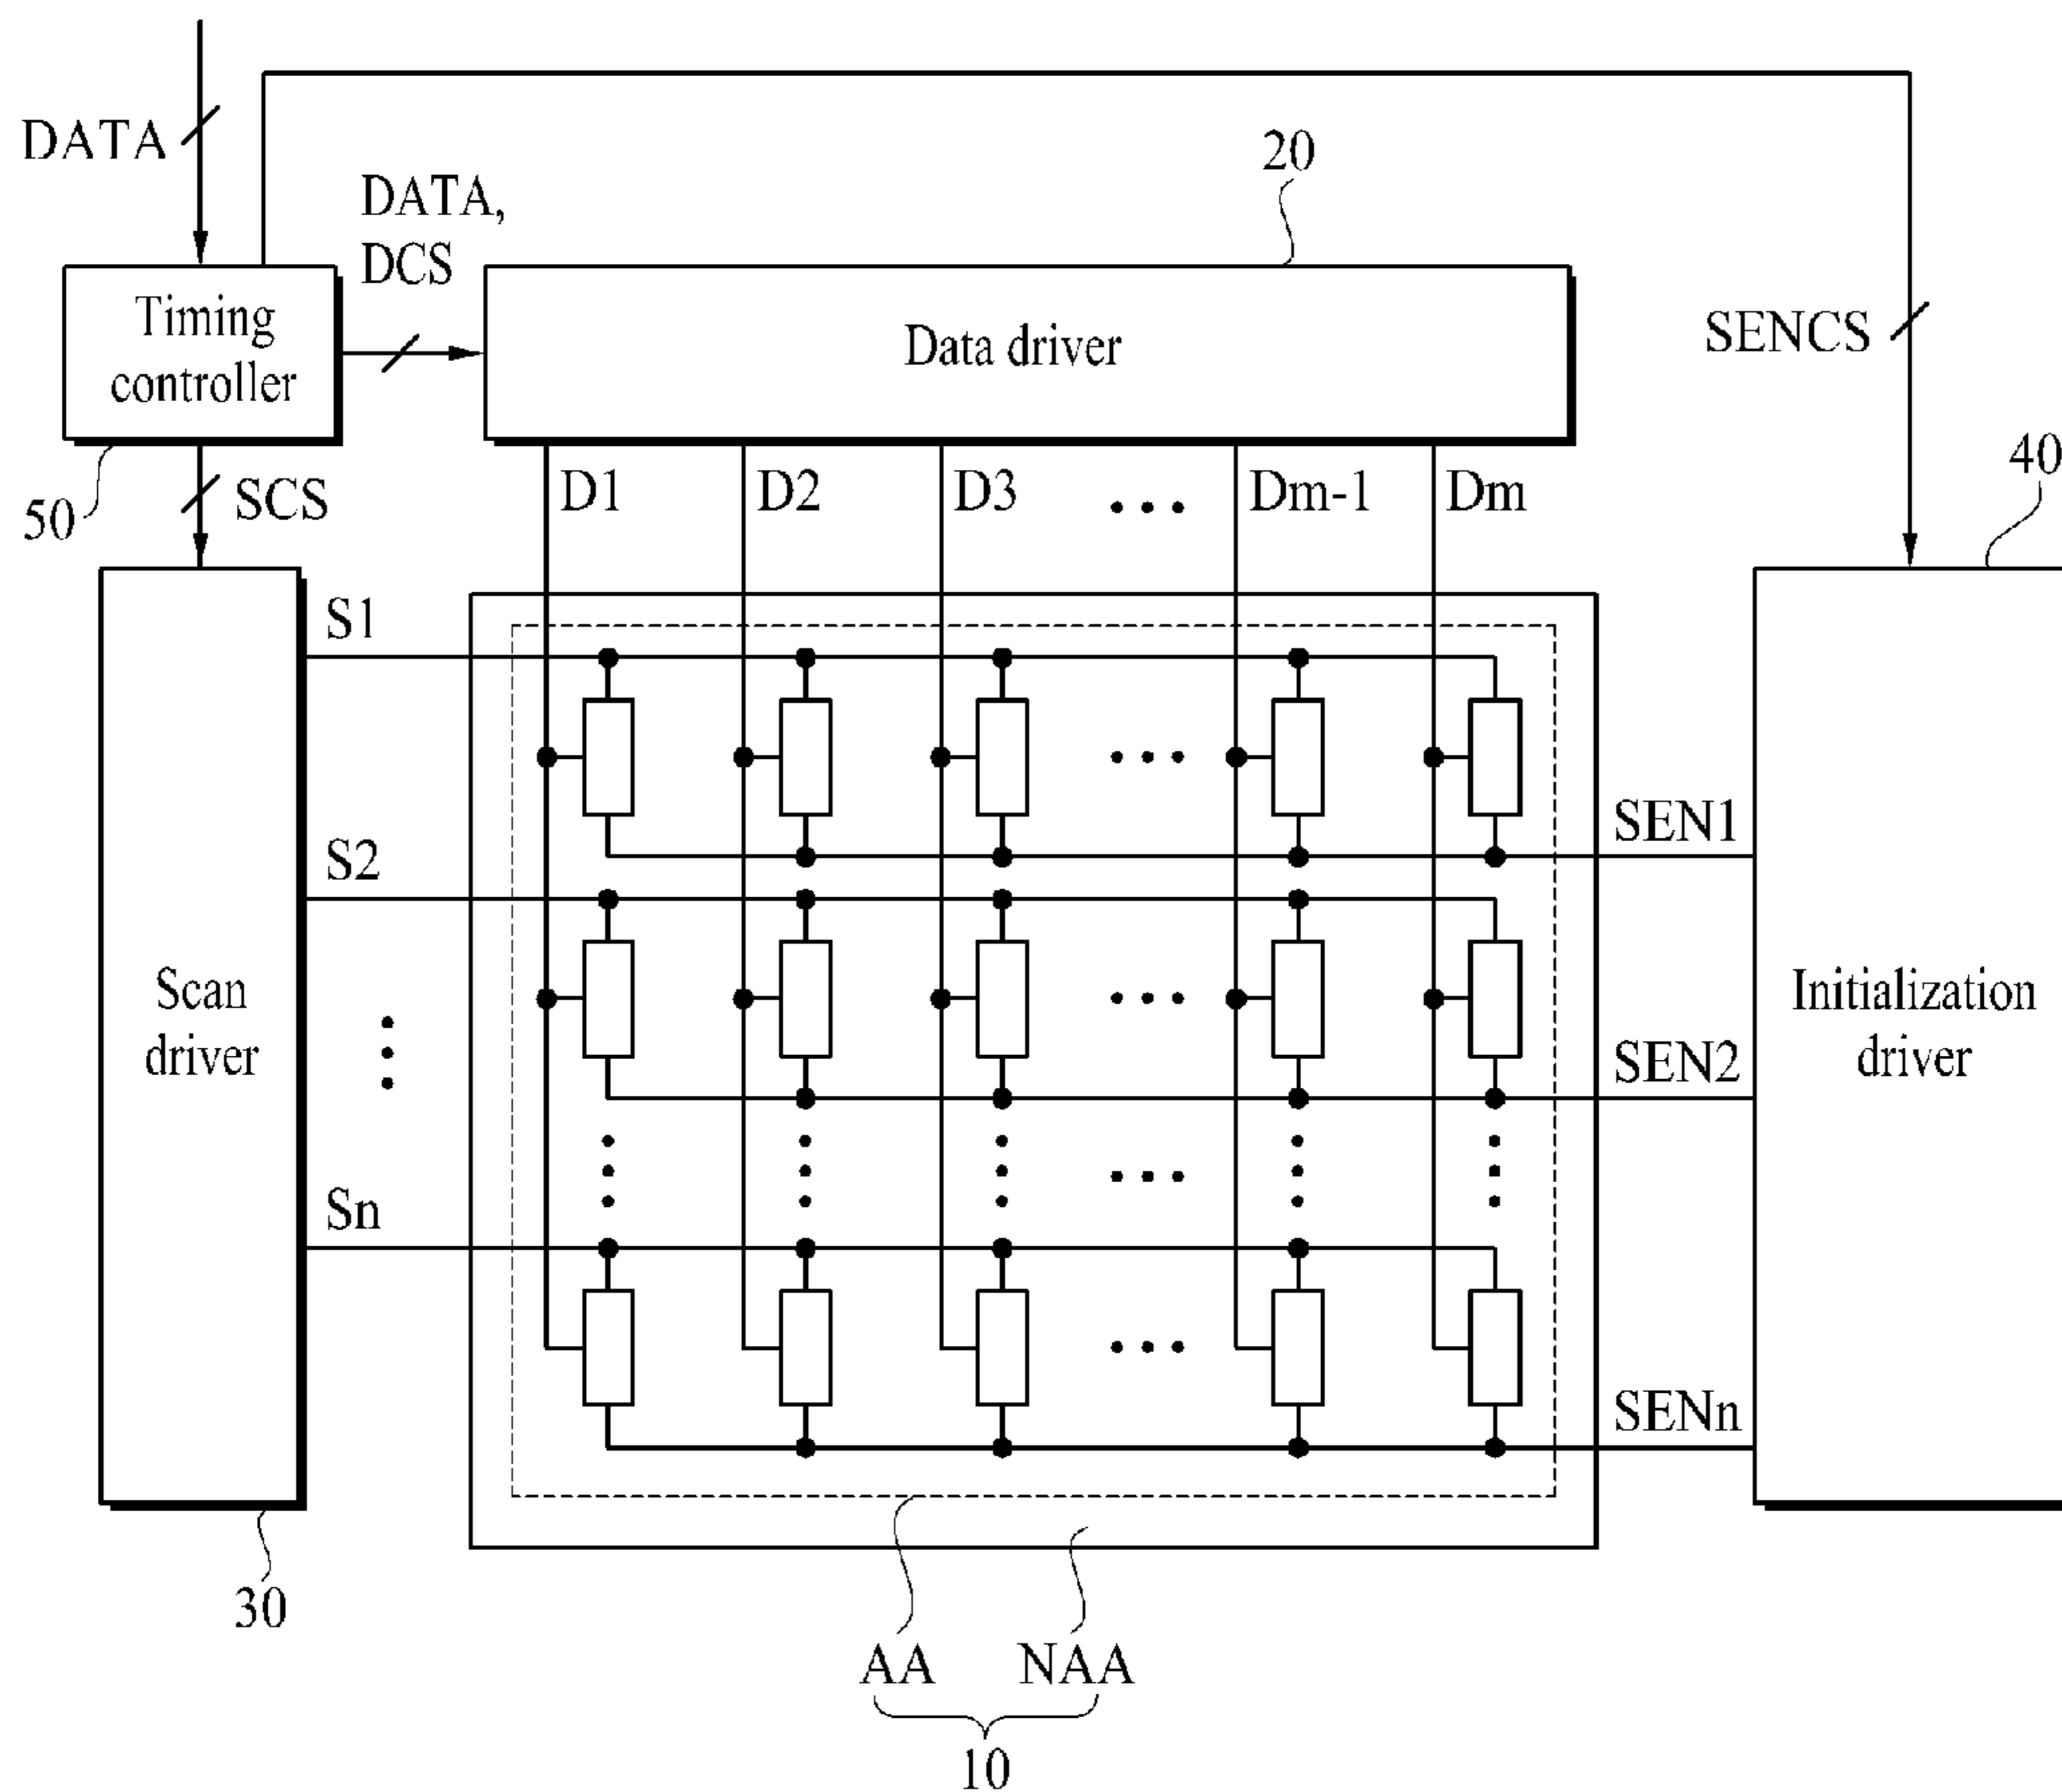 DATA
DATA,
DCS
20
Timing
controller
Data driver
SENCS
50
SCS
D1 D2 D3 ... Dm-1 Dm
40
S1
SEN1
S2
Scan
driver
Initialization
driver
SEN2
Sn
SENn
30
AA NAA
10